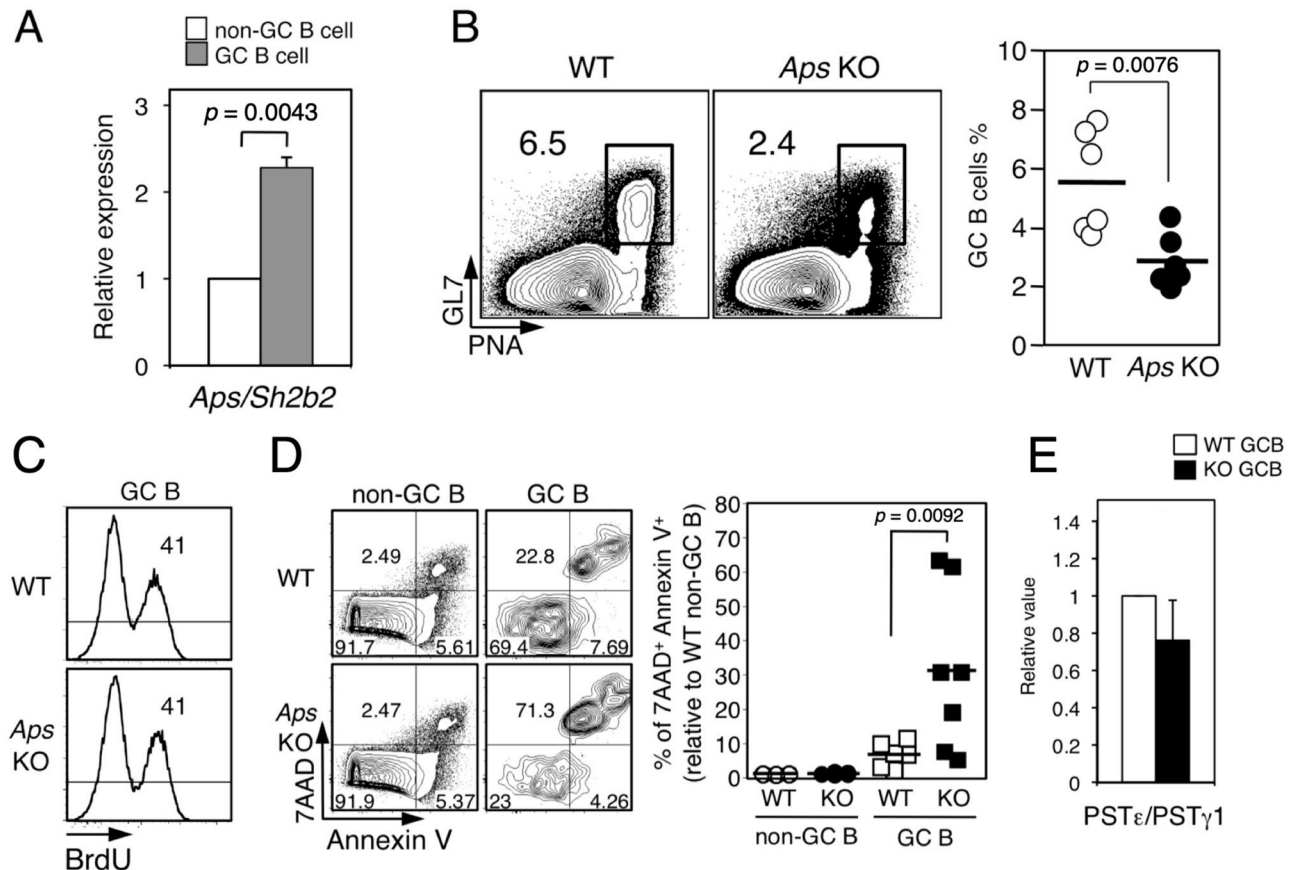 A
non-GC B cell
GC B cell
Relative expression
3
2
1
0
p = 0.0043
Aps/Sh2b2
B
WT
Aps KO
6.5
2.4
GL7
PNA
GC B cells %
10
8
6
4
2
0
p = 0.0076
WT
Aps KO
C
GC B
WT
41
Aps
KO
41
BrdU
D
non-GC B
GC B
WT
2.49
91.7
5.61
22.8
69.4
7.69
Aps
KO
2.47
91.9
5.37
71.3
23
4.26
7AAD
Annexin V
% of 7AAD⁺ Annexin V⁺
(relative to WT non-GC B)
80
70
60
50
40
30
20
10
0
p = 0.0092
WT
KO
WT
KO
non-GC B
GC B
E
WT GCB
KO GCB
Relative value
1.4
1.2
1
0.8
0.6
0.4
0.2
0
PSTε/PSTγ1